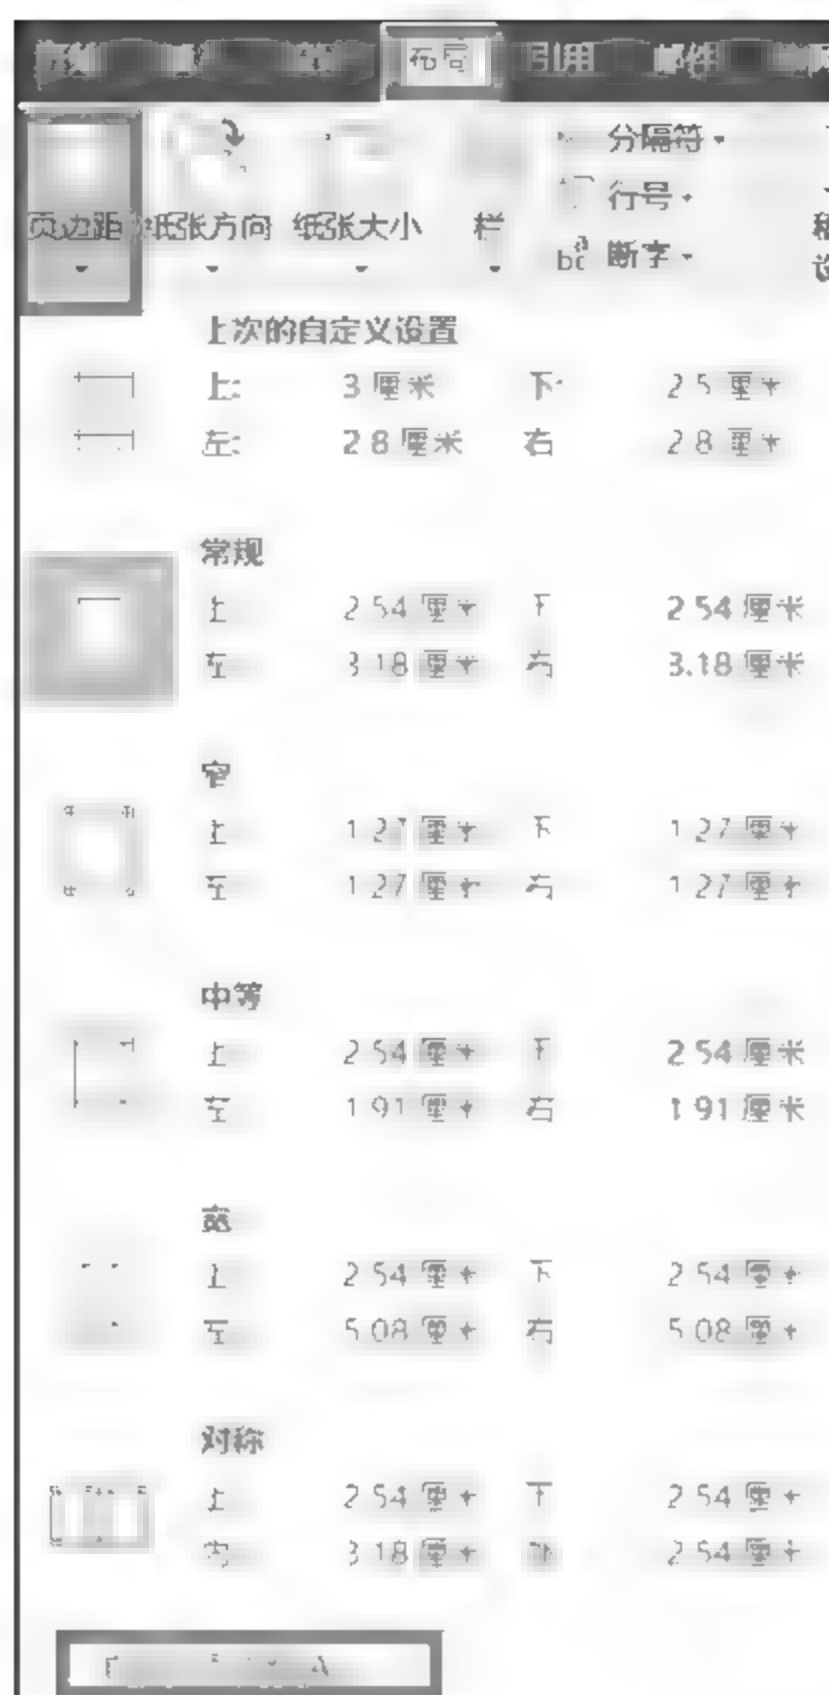 布局 引用 邮件
分隔符
行号
页边距 纸张方向 纸张大小 栏
断字
上次的自定义设置
上: 3 厘米 下: 2.5 厘米
左: 2.8 厘米 右 2.8 厘米
常规
上 2.54 厘米 下 2.54 厘米
左 3.18 厘米 右 3.18 厘米
窄
上 1.27 厘米 下 1.27 厘米
左 1.27 厘米 右 1.27 厘米
中等
上 2.54 厘米 下 2.54 厘米
左 1.91 厘米 右 1.91 厘米
宽
上 2.54 厘米 下 2.54 厘米
左 5.08 厘米 右 5.08 厘米
对称
上 2.54 厘米 下 2.54 厘米
内 3.18 厘米 外 2.54 厘米